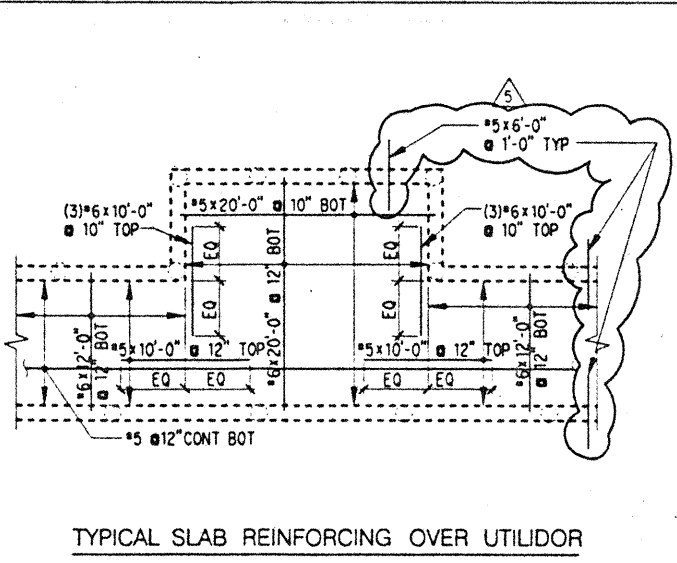 5
#5x6'-0"
@ 1'-0" TYP
(3)#6x10'-0"
@ 10" TOP
#5x20'-0" @ 10" BOT
(3)#6x10'-0"
@ 10" TOP
EQ
EQ
EQ
EQ
#6x20'-0" @ 12" BOT
#6x12'-0"
@ 12" BOT
#5x10'-0" @ 12" TOP
#5x10'-0" @ 12" TOP
#6x12'-0"
@ 12" BOT
EQ EQ
EQ EQ
#5 @12" CONT BOT
TYPICAL SLAB REINFORCING OVER UTILIDOR